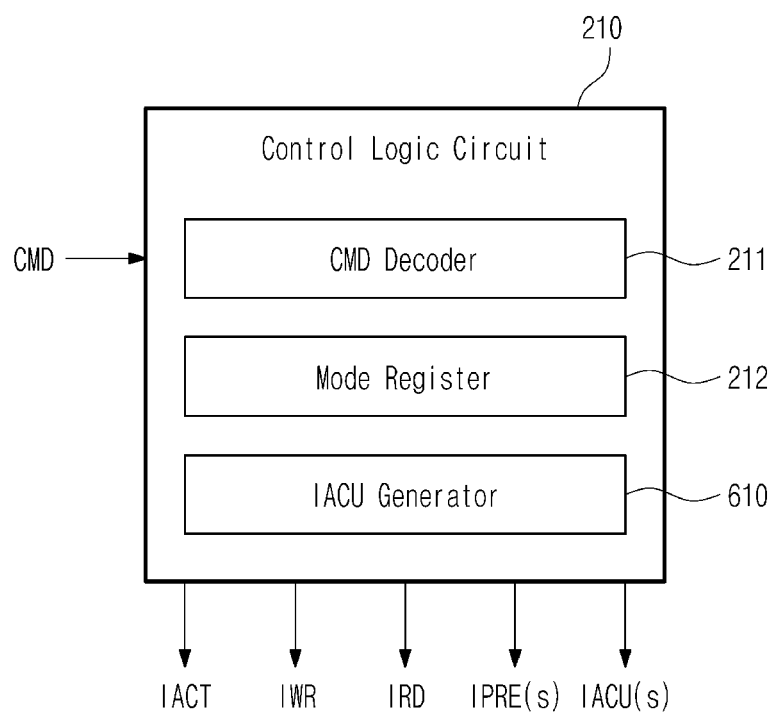 210
Control Logic Circuit
CMD
CMD Decoder
211
Mode Register
212
IACU Generator
610
IACT IWR IRD IPRE(s) IACU(s)